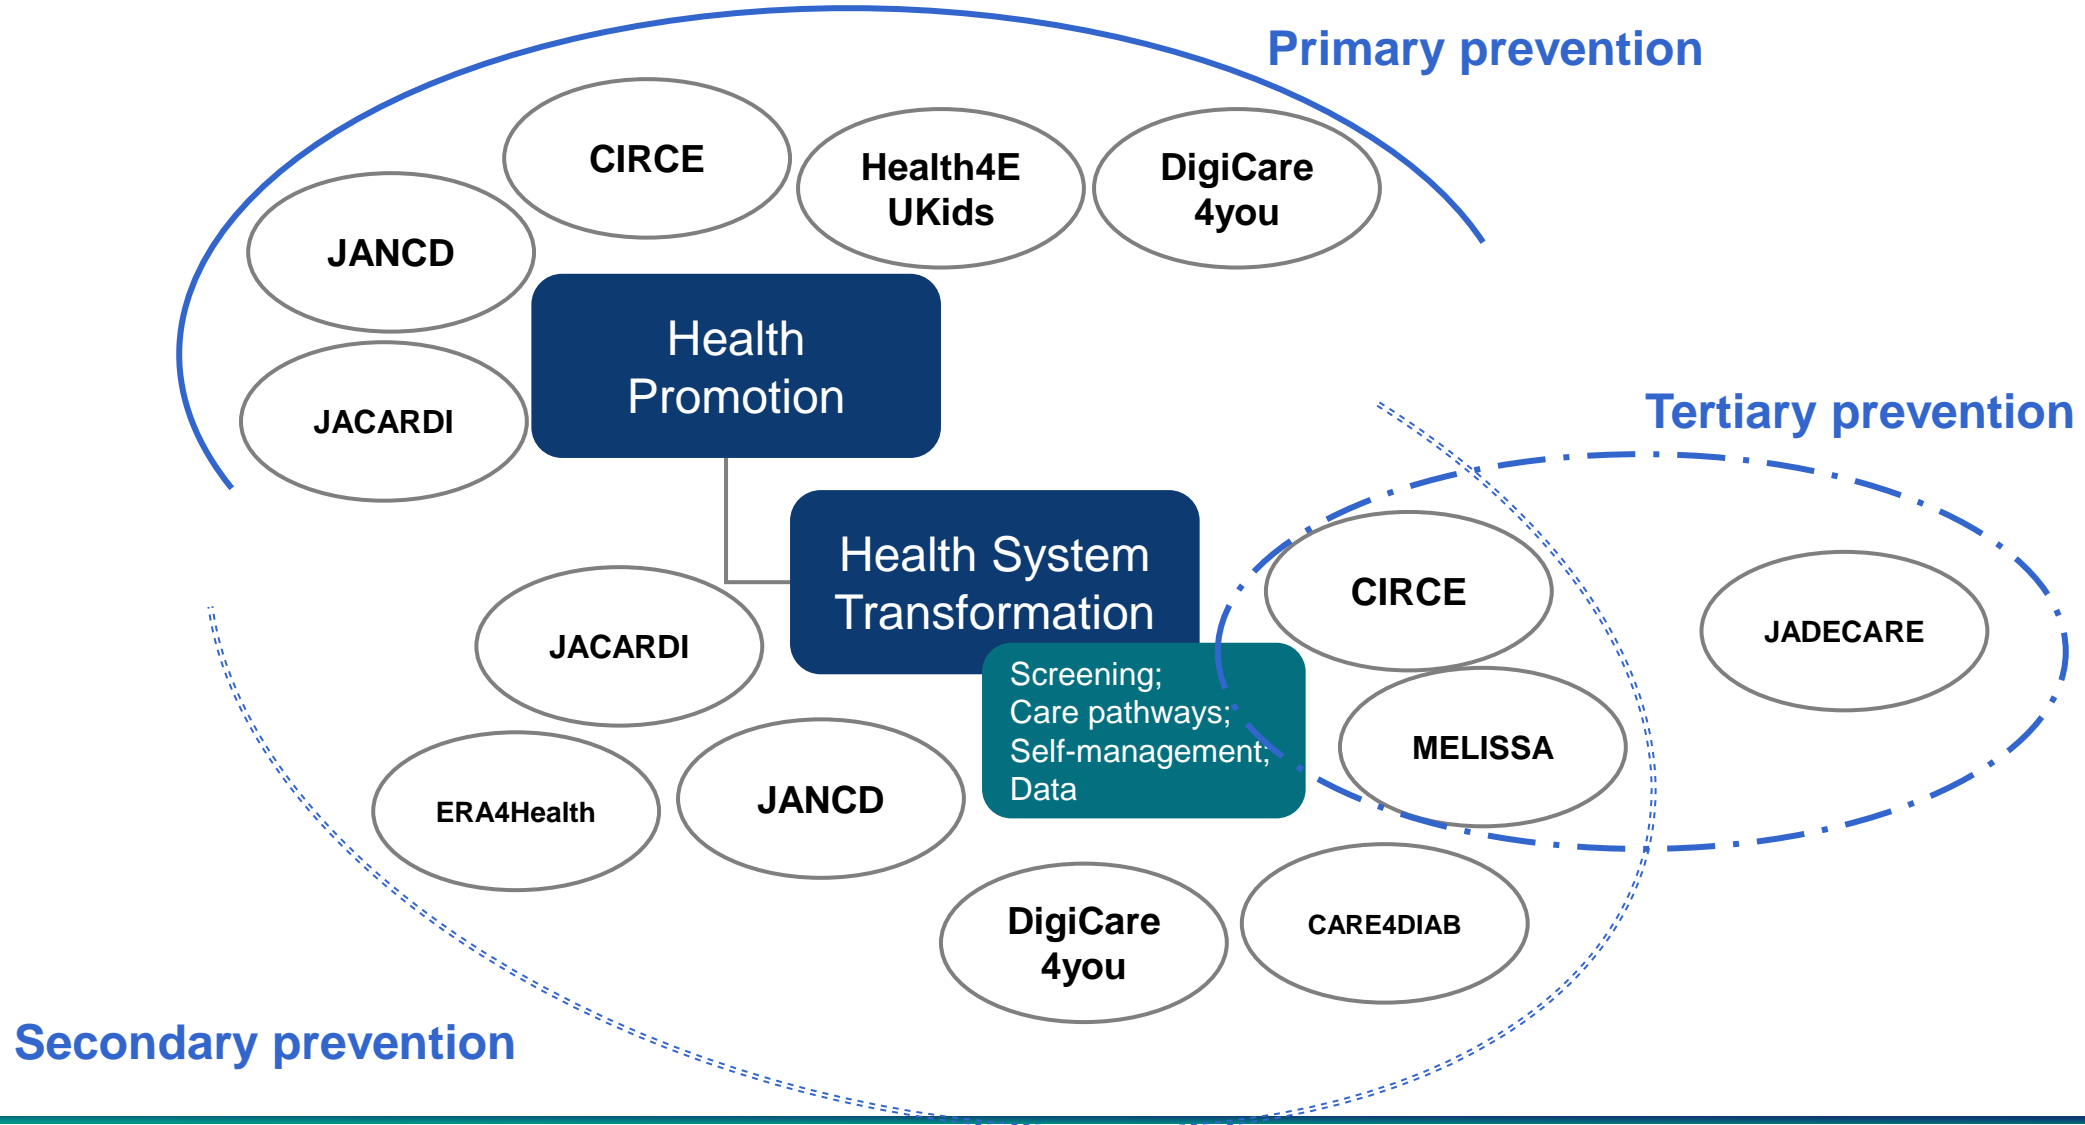 Primary prevention
CIRCE
Health4E
UKids
DigiCare
4you
JANCD
JACARDI
Health
Promotion
Tertiary prevention
Health System
Transformation
CIRCE
JADECARE
JACARDI
Screening;
Care pathways;
Self-management;
Data
MELISSA
ERA4Health
JANCD
DigiCare
4you
CARE4DIAB
Secondary prevention